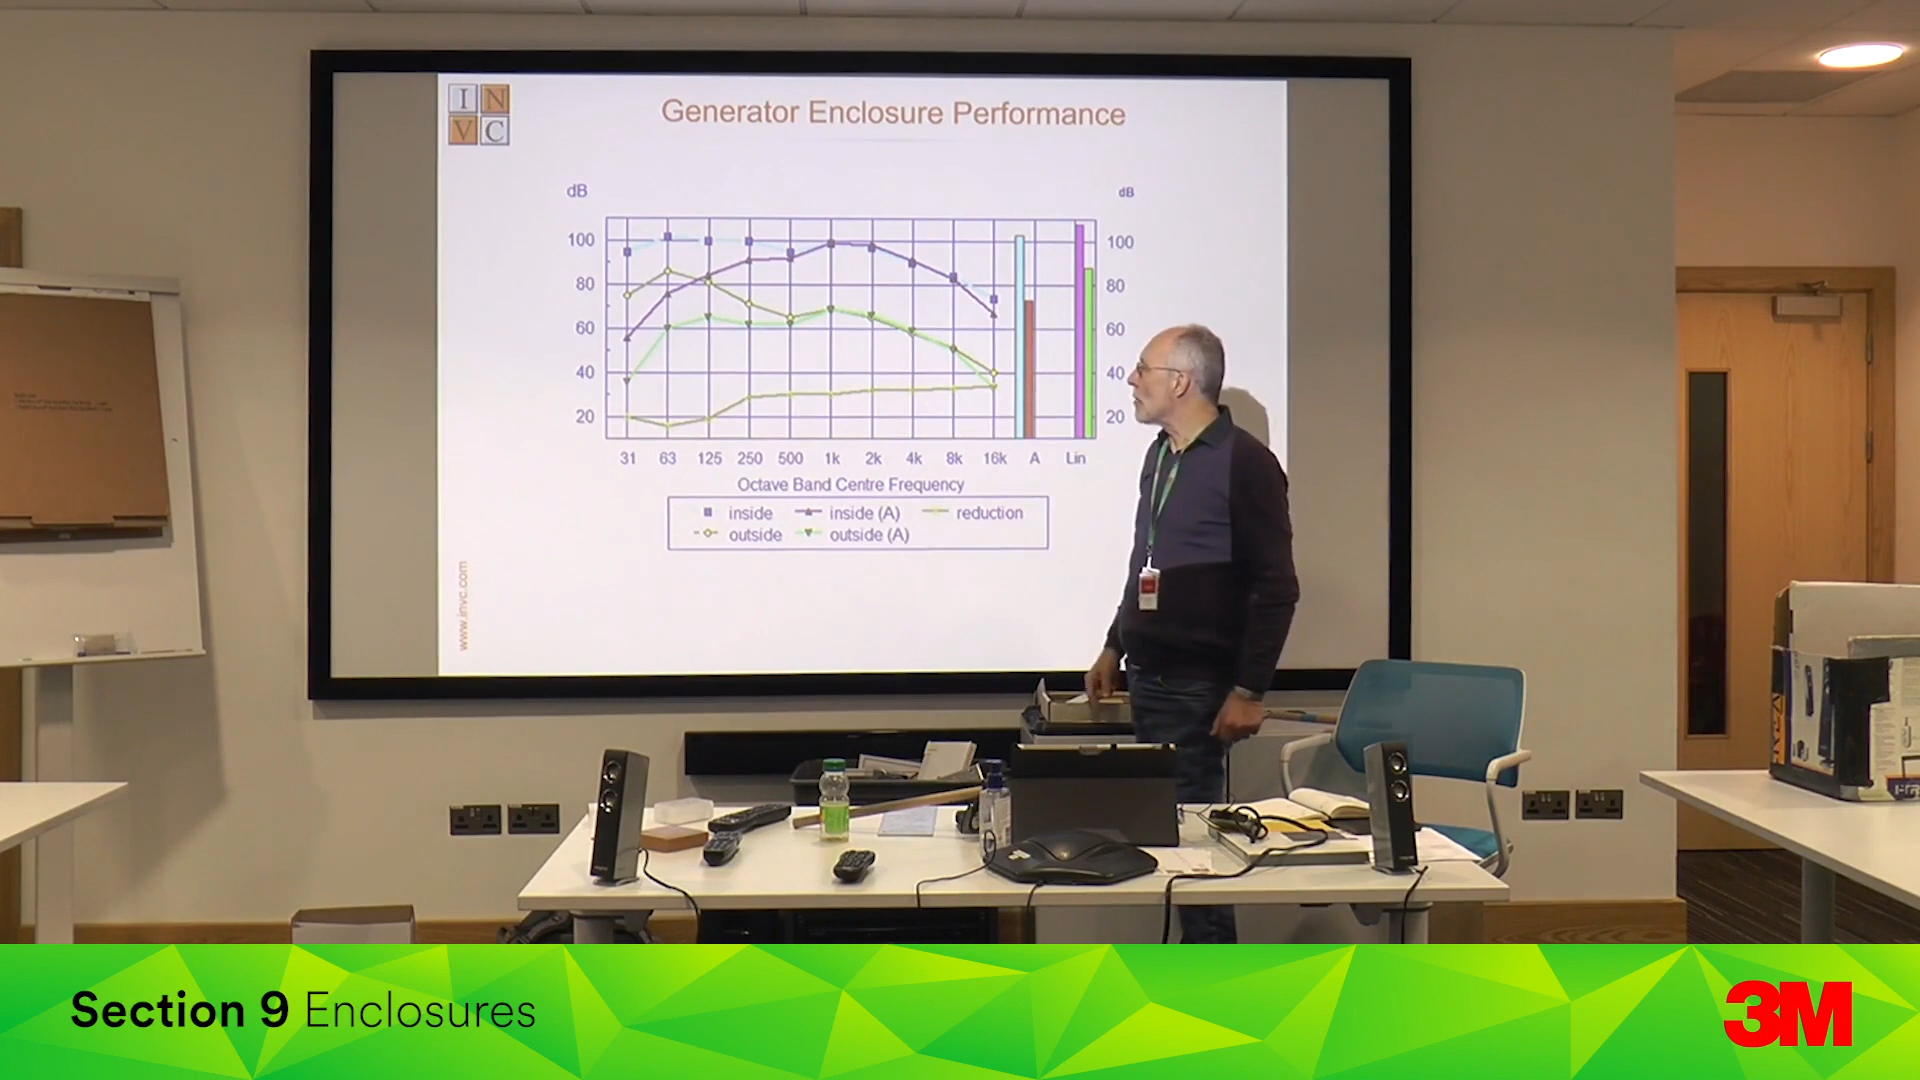 I N
V C
Generator Enclosure Performance
dB
dB
100
80
60
40
20
100
80
60
40
20
31 63 125 250 500 1k 2k 4k 8k 16k A Lin
Octave Band Centre Frequency
inside inside (A) reduction
outside outside (A)
www.invc.com
Section 9 Enclosures
3M